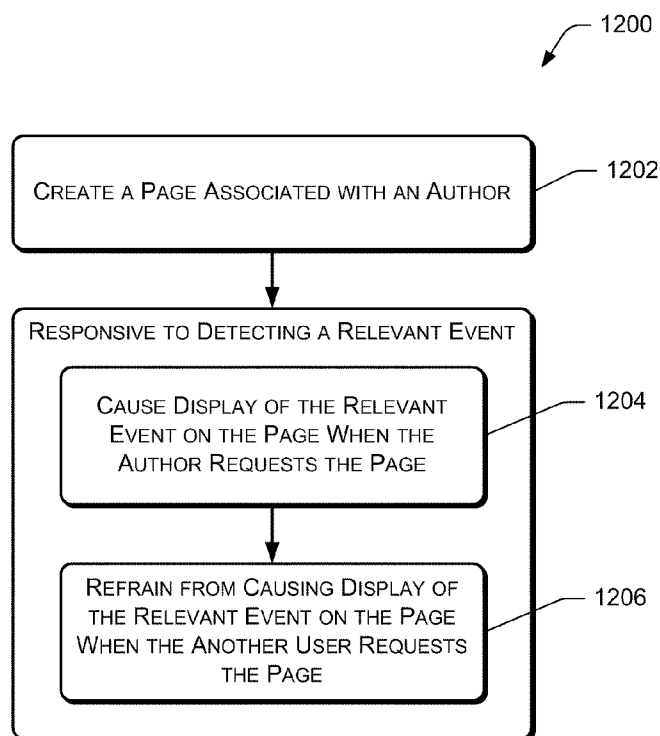 1200
CREATE A PAGE ASSOCIATED WITH AN AUTHOR
1202
RESPONSIVE TO DETECTING A RELEVANT EVENT
CAUSE DISPLAY OF THE RELEVANT
EVENT ON THE PAGE WHEN THE
AUTHOR REQUESTS THE PAGE
1204
REFRAIN FROM CAUSING DISPLAY OF
THE RELEVANT EVENT ON THE PAGE
WHEN THE ANOTHER USER REQUESTS
THE PAGE
1206